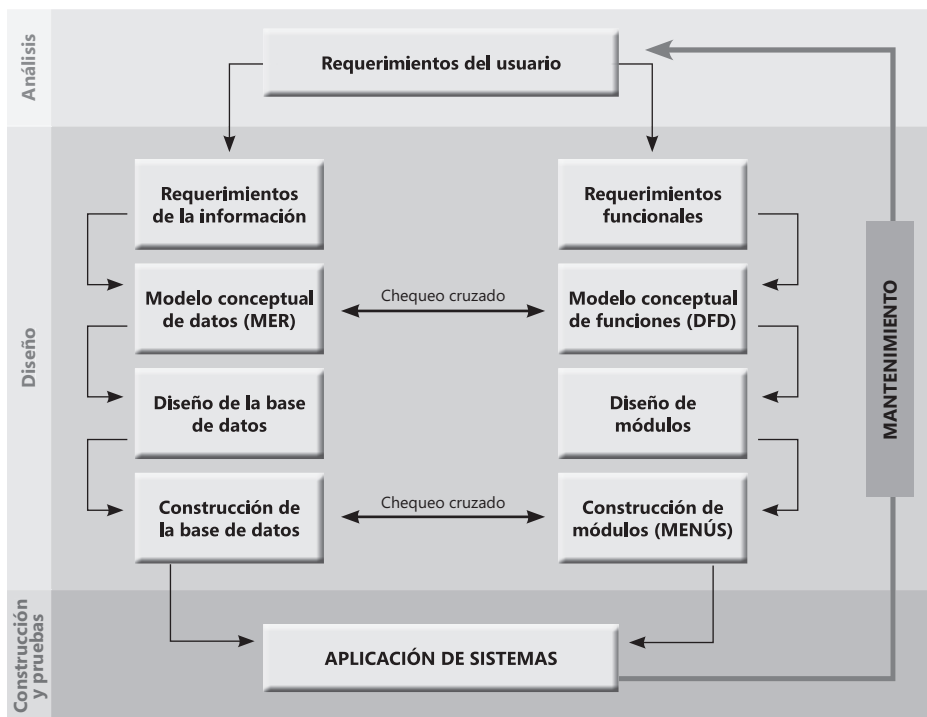 Análisis
Requerimientos del usuario
Diseño
Requerimientos
de la información
Requerimientos
funcionales
Modelo conceptual
de datos (MER)
Chequeo cruzado
Modelo conceptual
de funciones (DFD)
Diseño de la base
de datos
Diseño de
módulos
Construcción de
la base de datos
Chequeo cruzado
Construcción de
módulos (MENÚS)
MANTENIMIENTO
Construcción
y pruebas
APLICACIÓN DE SISTEMAS